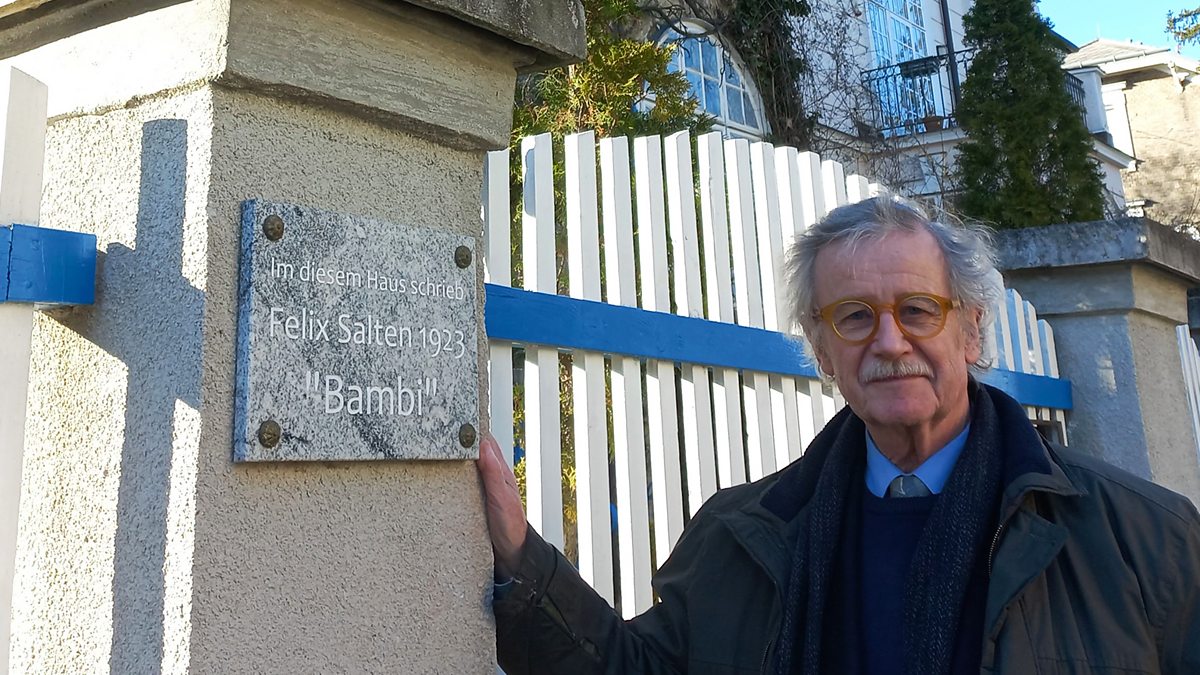 Im diesem Haus schrieb
Felix Salten 1923
"Bambi"